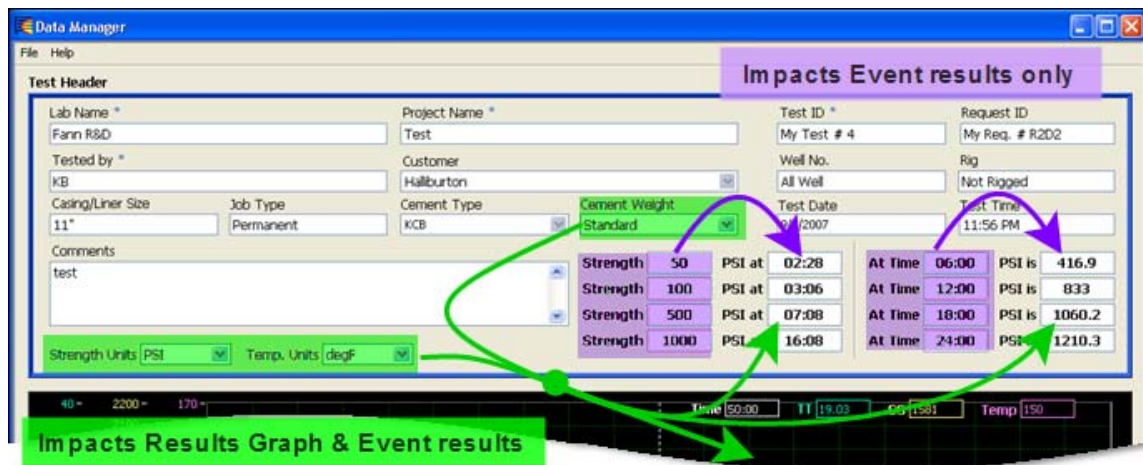 Data Manager
File Help
Impacts Event results only
Test Header
Lab Name * Project Name * Test ID * Request ID
Fann R&D Test My Test # 4 My Req. # R2D2
Tested by * Customer Well No. Rig
KB Halliburton All Well Not Rigged
Casing/Liner Size Job Type Cement Type Cement Weight Test Date Test Time
11" Permanent KCB Standard /2007 11:56 PM
Comments
test
Strength 50 PSI at 02:28 At Time 06:00 PSI is 416.9
Strength 100 PSI at 03:06 At Time 12:00 PSI is 833
Strength 500 PSI at 07:08 At Time 18:00 PSI is 1060.2
Strength 1000 PSI 16:08 At Time 24:00 PSI 1210.3
Strength Units PSI Temp. Units degF
40 2200 170 Time 50:00 TT 19.03 1581 Temp 150
Impacts Results Graph & Event results